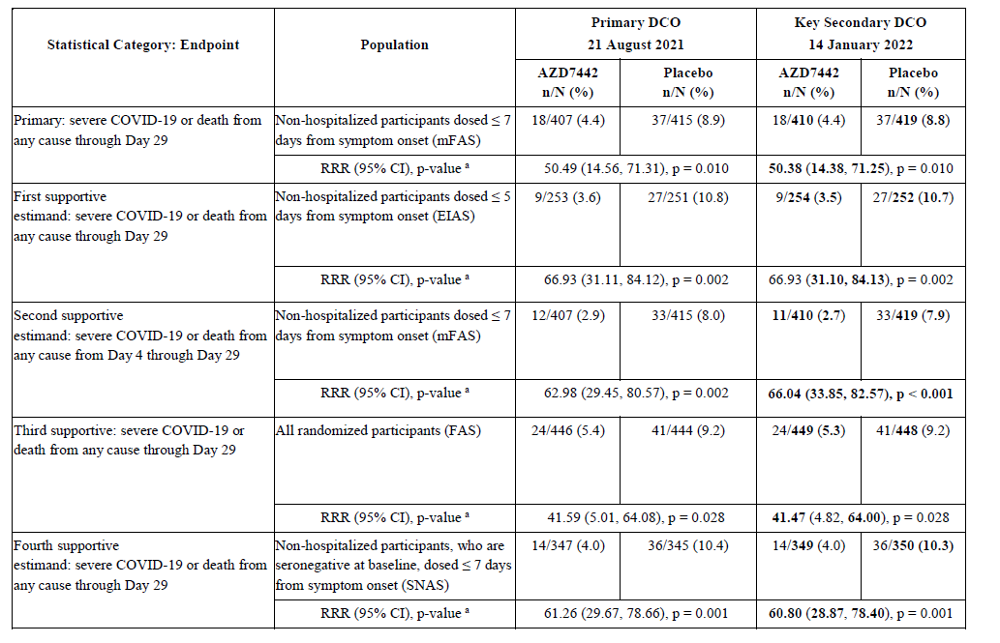 Statistical Category: Endpoint
Population
Primary DCO
21 August 2021
Key Secondary DCO
14 January 2022
AZD7442
n/N (%)
Placebo
n/N (%)
AZD7442
n/N (%)
Placebo
n/N (%)
Primary: severe COVID-19 or death from
any cause through Day 29
Non-hospitalized participants dosed ≤ 7
days from symptom onset (mFAS)
18/407 (4.4)
37/415 (8.9)
18/410 (4.4)
37/419 (8.8)
RRR (95% CI), p-value a
50.49 (14.56, 71.31), p = 0.010
50.38 (14.38, 71.25), p = 0.010
First supportive
estimand: severe COVID-19 or death from
any cause through Day 29
Non-hospitalized participants dosed ≤ 5
days from symptom onset (EIAS)
9/253 (3.6)
27/251 (10.8)
9/254 (3.5)
27/252 (10.7)
RRR (95% CI), p-value a
66.93 (31.11, 84.12), p = 0.002
66.93 (31.10, 84.13), p = 0.002
Second supportive
estimand: severe COVID-19 or death from
any cause from Day 4 through Day 29
Non-hospitalized participants dosed ≤ 7
days from symptom onset (mFAS)
12/407 (2.9)
33/415 (8.0)
11/410 (2.7)
33/419 (7.9)
RRR (95% CI), p-value a
62.98 (29.45, 80.57), p = 0.002
66.04 (33.85, 82.57), p < 0.001
Third supportive: severe COVID-19 or
death from any cause through Day 29
All randomized participants (FAS)
24/446 (5.4)
41/444 (9.2)
24/449 (5.3)
41/448 (9.2)
RRR (95% CI), p-value a
41.59 (5.01, 64.08), p = 0.028
41.47 (4.82, 64.00), p = 0.028
Fourth supportive
estimand: severe COVID-19 or death from
any cause through Day 29
Non-hospitalized participants, who are
seronegative at baseline, dosed ≤ 7 days
from symptom onset (SNAS)
14/347 (4.0)
36/345 (10.4)
14/349 (4.0)
36/350 (10.3)
RRR (95% CI), p-value a
61.26 (29.67, 78.66), p = 0.001
60.80 (28.87, 78.40), p = 0.001